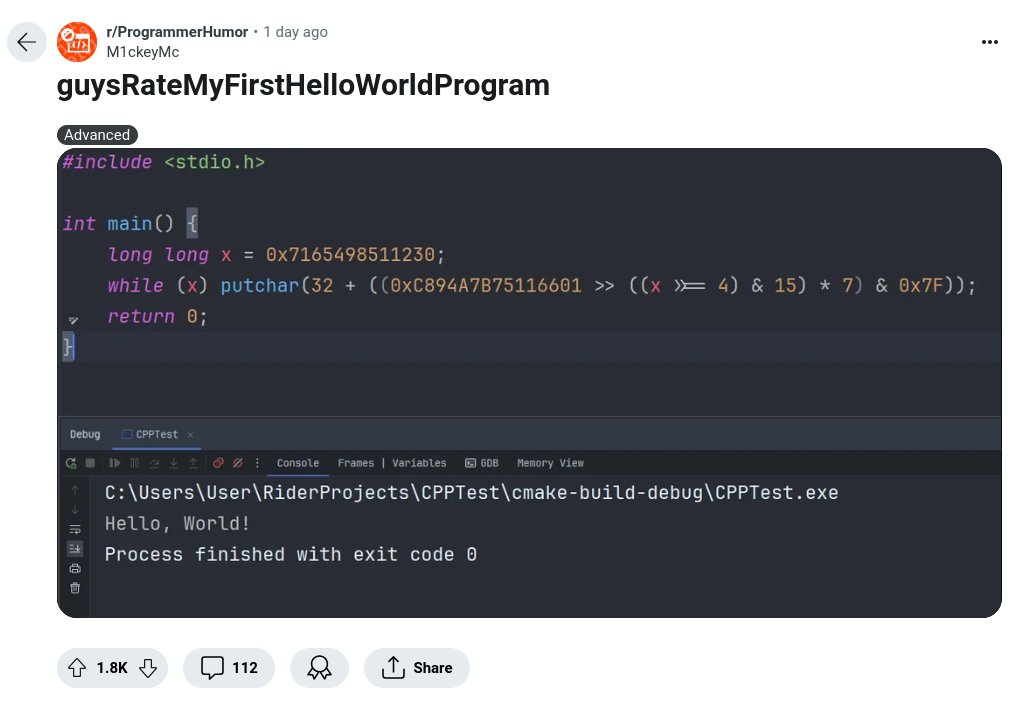 r/ProgrammerHumor • 1 day ago
M1ckeyMc
guysRateMyFirstHelloWorldProgram
Advanced
#include <stdio.h>
int main() {
long long x = 0x7165498511230;
while (x) putchar(32 + ((0xC894A7B75116601 >> ((x >>= 4) & 15) * 7) & 0x7F));
return 0;
}
Debug CPPTest ×
Console Frames | Variables GDB Memory View
C:\Users\User\RiderProjects\CPPTest\cmake-build-debug\CPPTest.exe
Hello, World!
Process finished with exit code 0
1.8K 112 Share